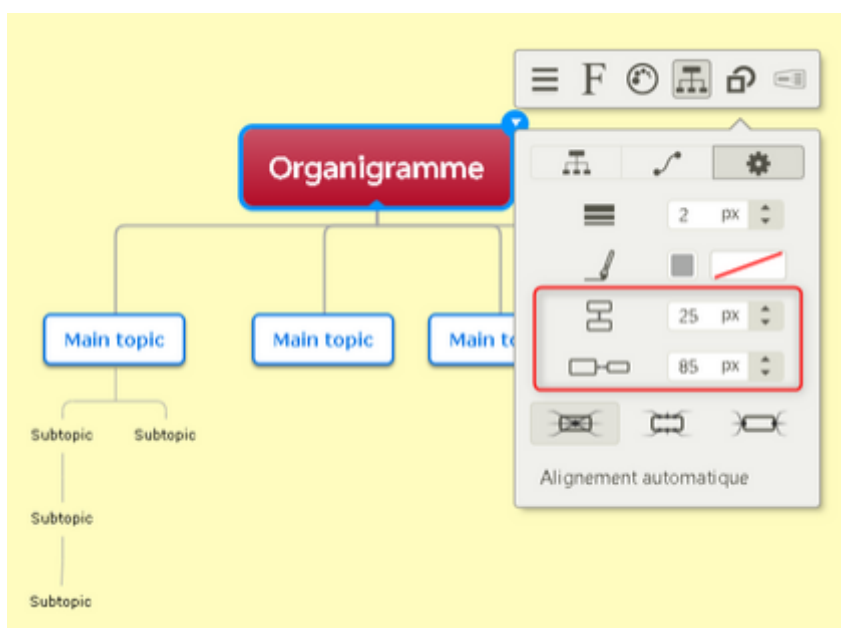 F
Organigramme
2 px
25 px
85 px
Main topic
Main topic
Main to
Subtopic
Subtopic
Alignement automatique
Subtopic
Subtopic